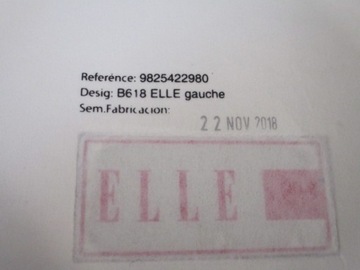 Reference: 9825422980
Desig: B618 ELLE gauche
Sem.Fabricacion:
22 NOV 2018
ELLE